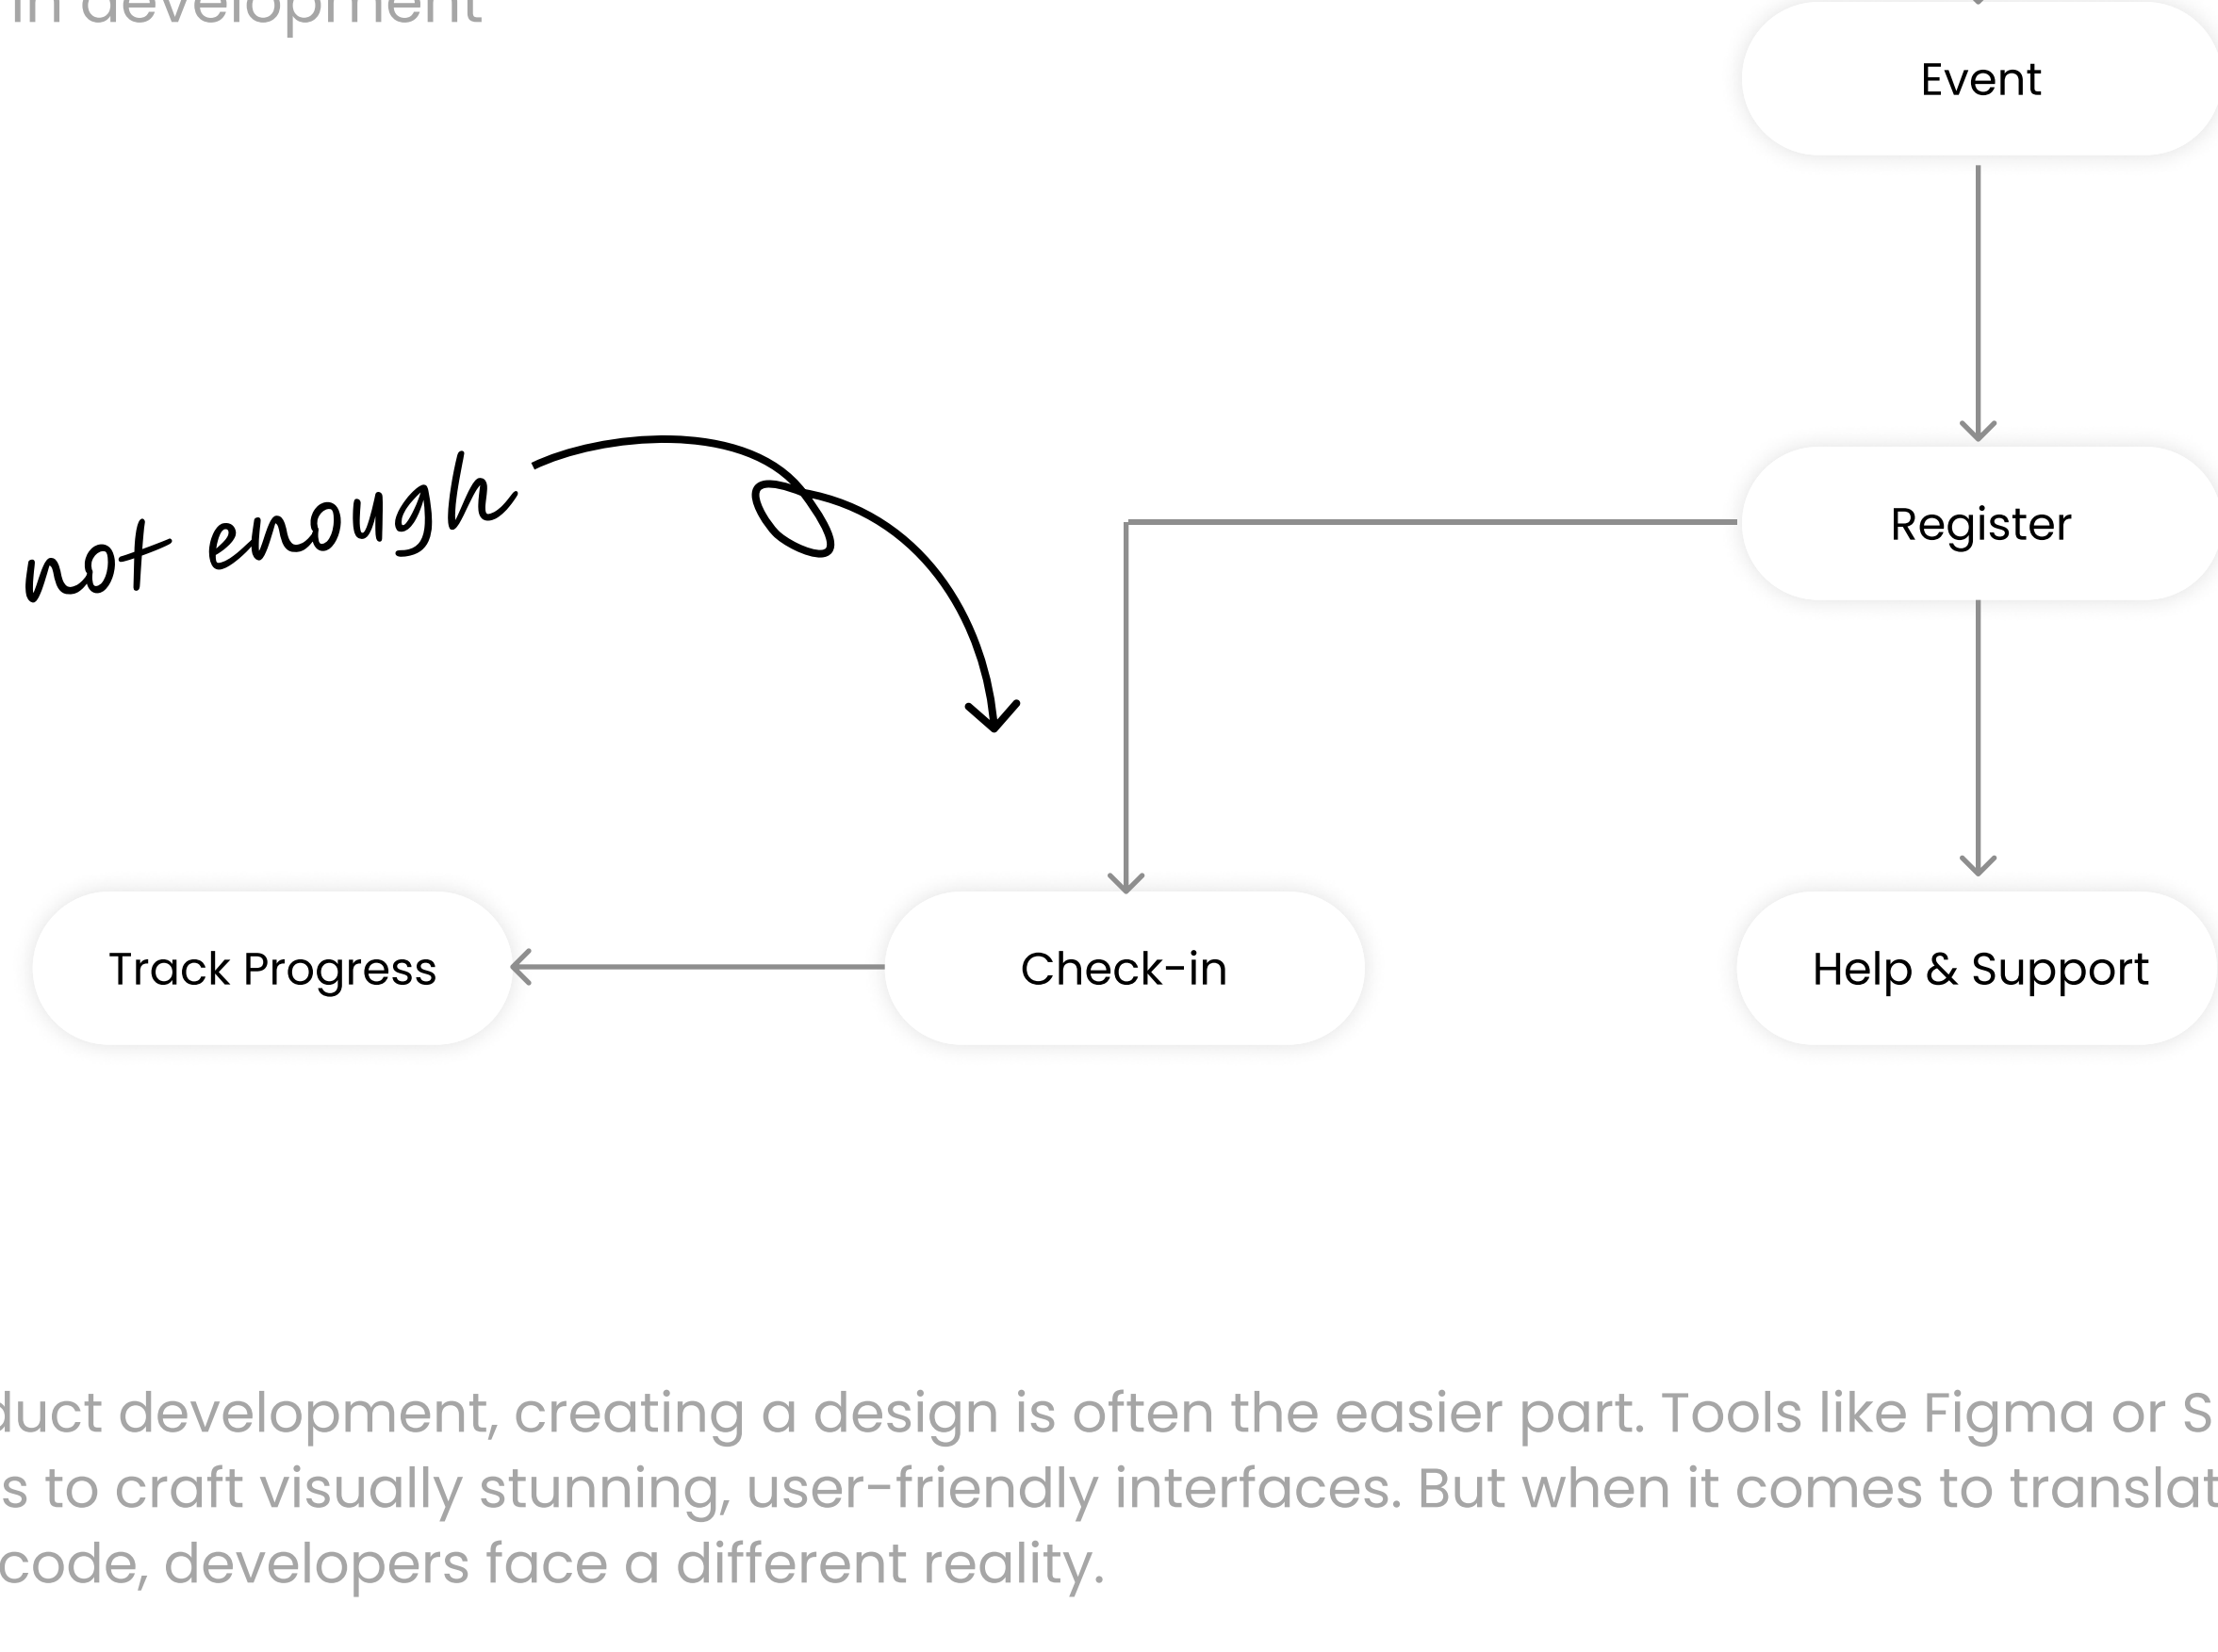 in development
Event
not enough
Register
Track Progress
Check-in
Help & Support
development, creating a design is often the easier part. Tools like Figma or
to craft visually stunning, user-friendly interfaces. But when it comes to
code, developers face a different reality.